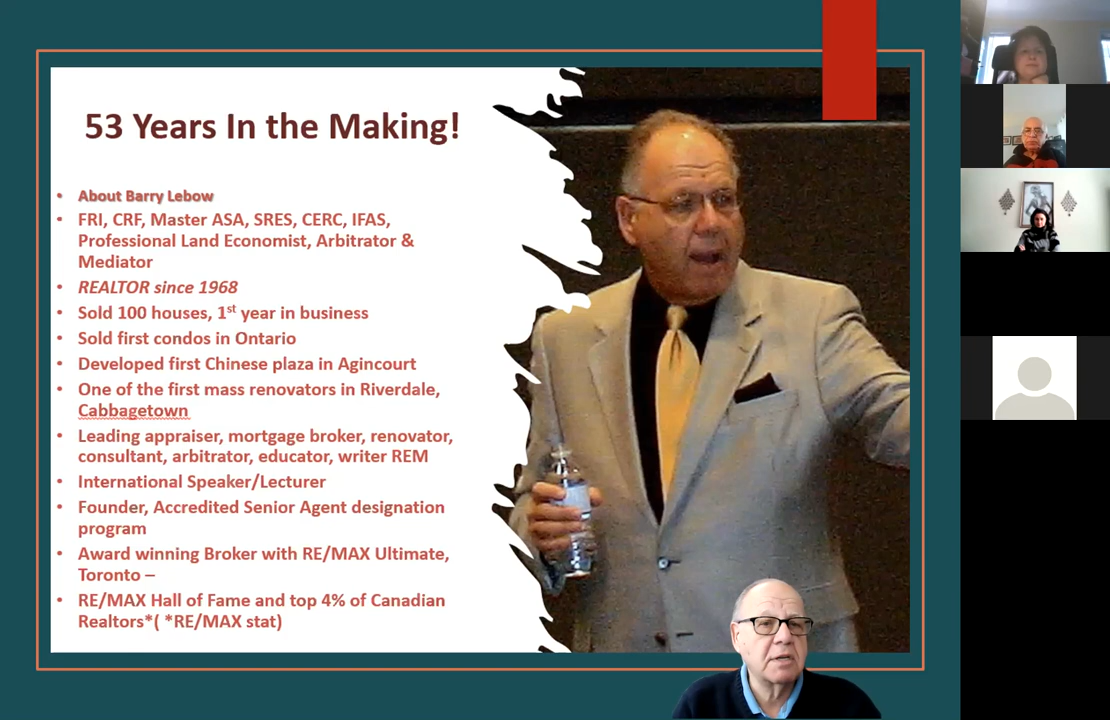 53 Years In the Making!
• About Barry Lebow
• FRI, CRF, Master ASA, SRES, CERC, IFAS,
Professional Land Economist, Arbitrator &
Mediator
• REALTOR since 1968
• Sold 100 houses, 1st year in business
• Sold first condos in Ontario
• Developed first Chinese plaza in Agincourt
• One of the first mass renovators in Riverdale,
Cabbagetown
• Leading appraiser, mortgage broker, renovator,
consultant, arbitrator, educator, writer REM
• International Speaker/Lecturer
• Founder, Accredited Senior Agent designation
program
• Award winning Broker with RE/MAX Ultimate,
Toronto –
• RE/MAX Hall of Fame and top 4% of Canadian
Realtors*( *RE/MAX stat)